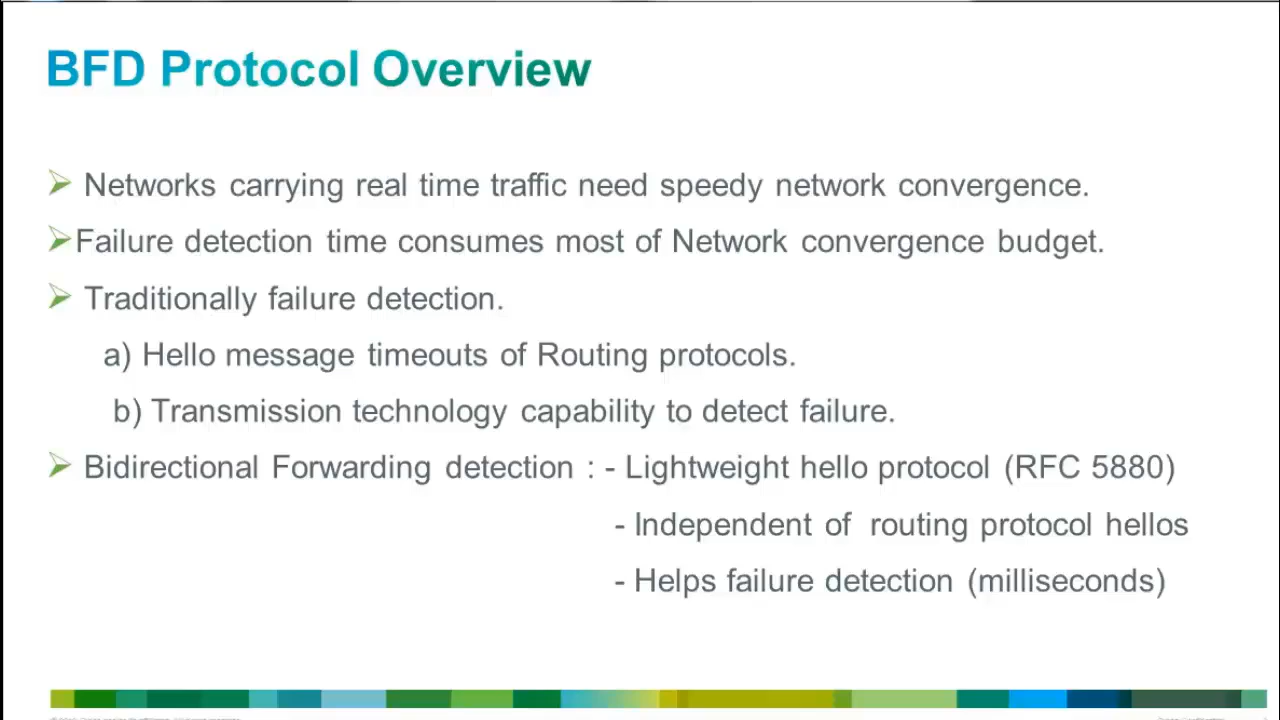 BFD Protocol Overview
Networks carrying real time traffic need speedy network convergence.
Failure detection time consumes most of Network convergence budget.
Traditionally failure detection.
a) Hello message timeouts of Routing protocols.
b) Transmission technology capability to detect failure.
Bidirectional Forwarding detection : - Lightweight hello protocol (RFC 5880)
- Independent of routing protocol hellos
- Helps failure detection (milliseconds)